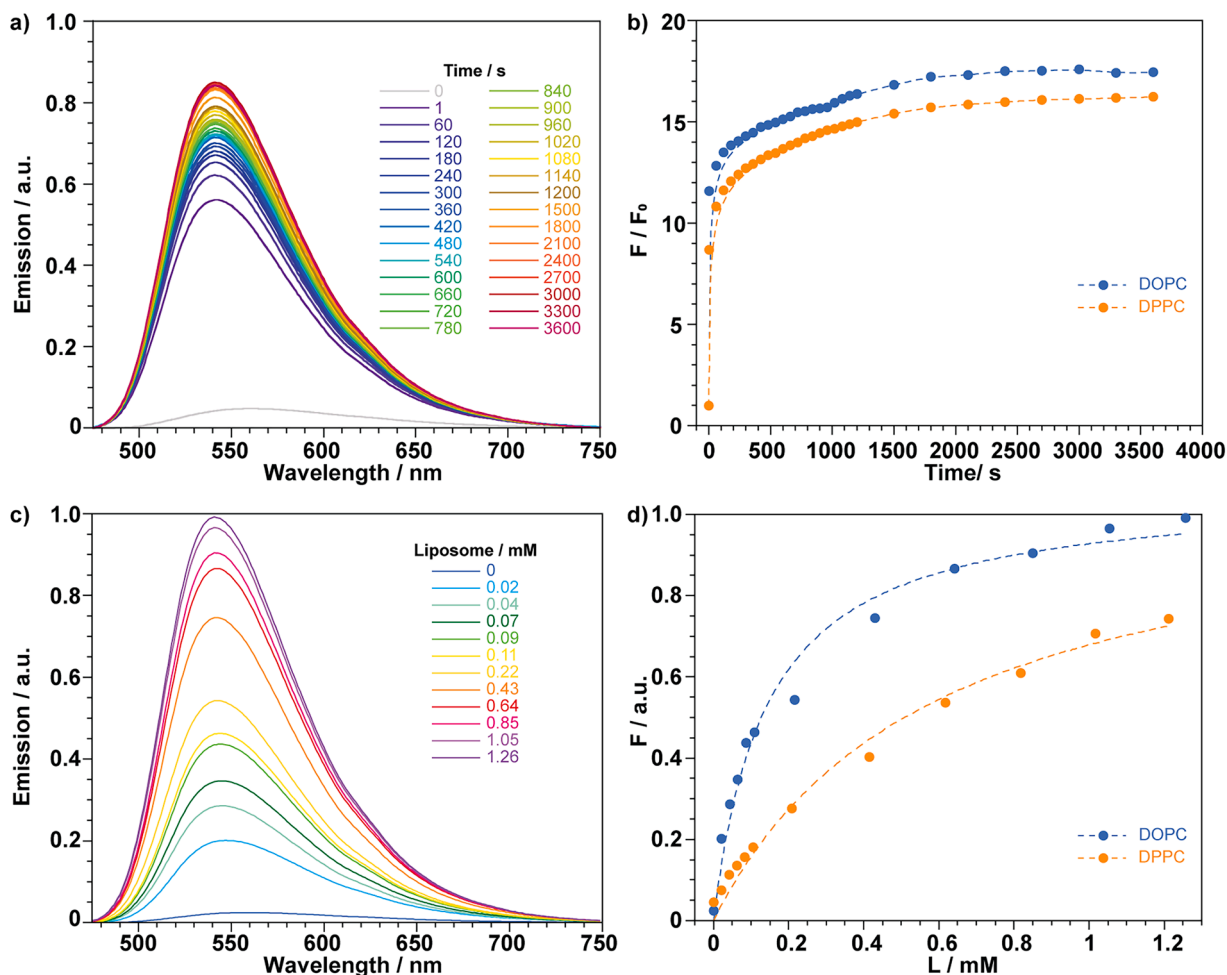 a)
Emission / a.u.
1.0
0.8
0.6
0.4
0.2
0
500 550 600 650 700 750
Wavelength / nm
Time / s
0 840
1 900
60 960
120 1020
180 1080
240 1140
300 1200
360 1500
420 1800
480 2100
540 2400
600 2700
660 3000
720 3300
780 3600
b)
F / F₀
20
15
10
5
0
0 500 1000 1500 2000 2500 3000 3500 4000
Time/ s
DOPC
DPPC
c)
Emission / a.u.
1.0
0.8
0.6
0.4
0.2
0
500 550 600 650 700 750
Wavelength / nm
Liposome / mM
0
0.02
0.04
0.07
0.09
0.11
0.22
0.43
0.64
0.85
1.05
1.26
d)
F / a.u.
1.0
0.8
0.6
0.4
0.2
0
0 0.2 0.4 0.6 0.8 1 1.2
L / mM
DOPC
DPPC